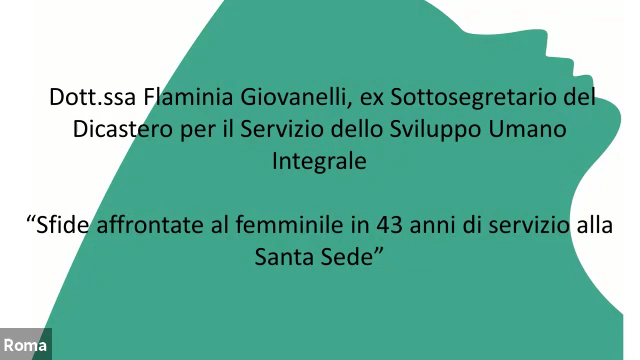 Dott.ssa Flaminia Giovanelli, ex Sottosegretario del
Dicastero per il Servizio dello Sviluppo Umano
Integrale
“Sfide affrontate al femminile in 43 anni di servizio alla
Santa Sede”
Roma